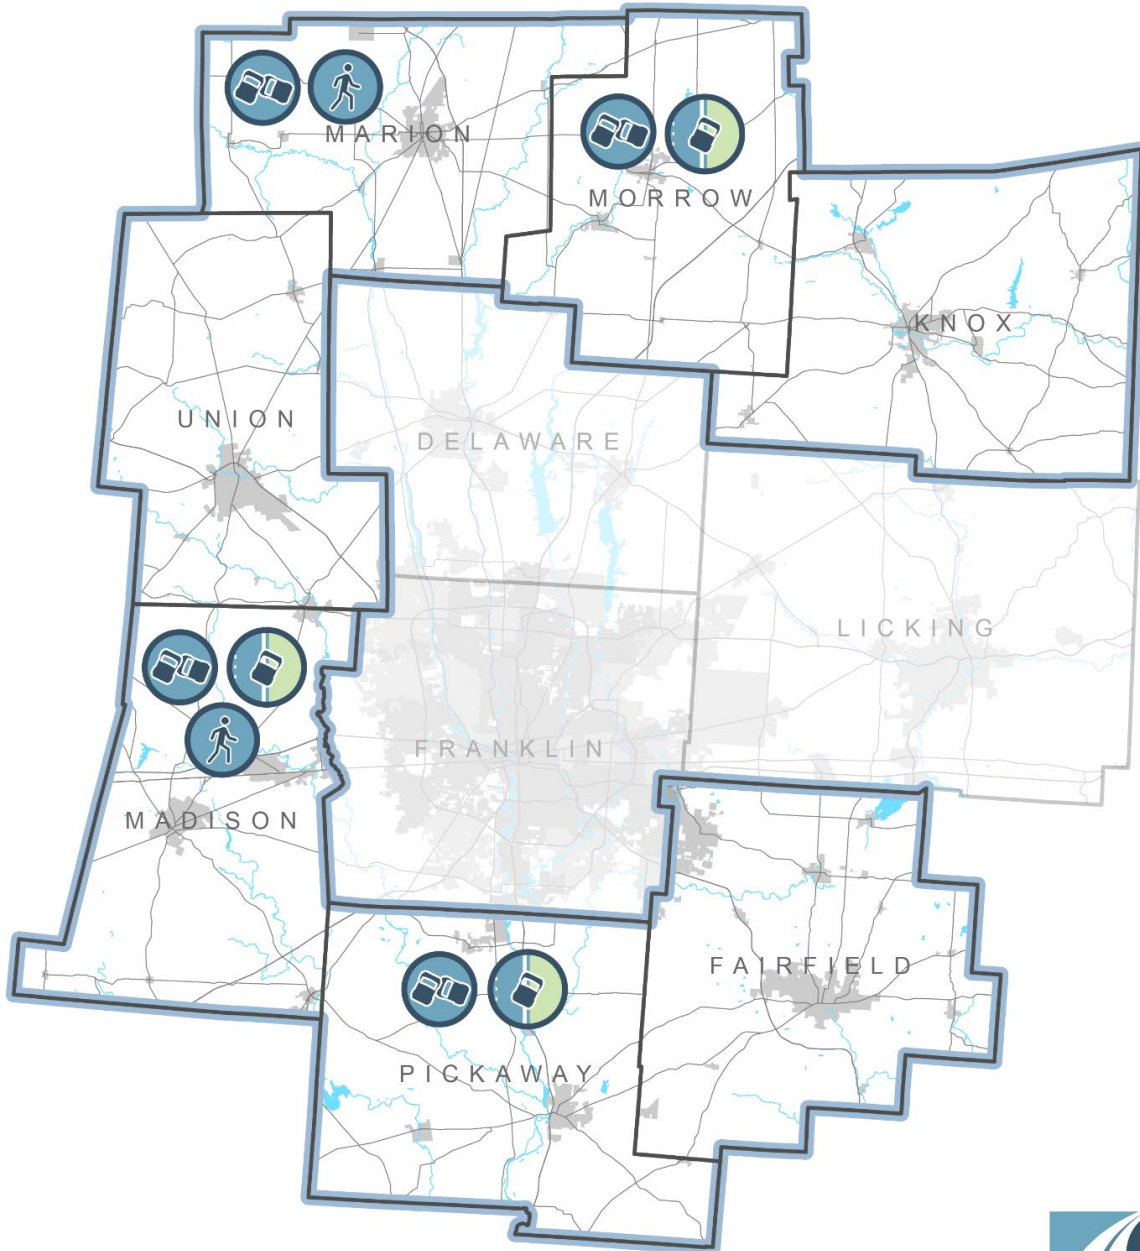 MARION
MORROW
KNOX
UNION
DELAWARE
LICKING
FRANKLIN
MADISON
FAIRFIELD
PICKAWAY